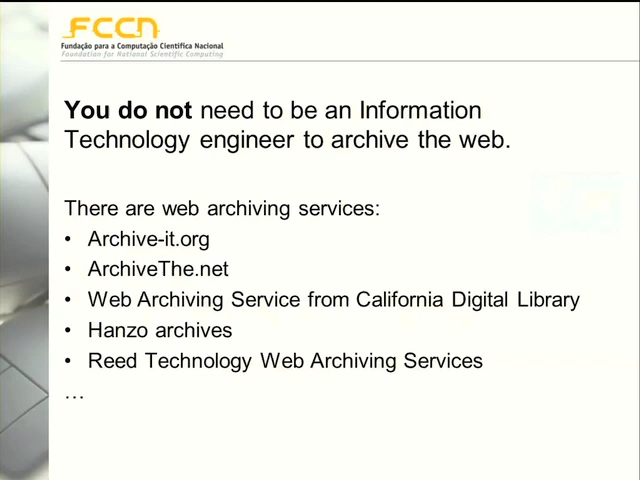 FCCN
Fundação para a Computação Científica Nacional
Foundation for National Scientific Computing
You do not need to be an Information
Technology engineer to archive the web.
There are web archiving services:
• Archive-it.org
• ArchiveThe.net
• Web Archiving Service from California Digital Library
• Hanzo archives
• Reed Technology Web Archiving Services
…